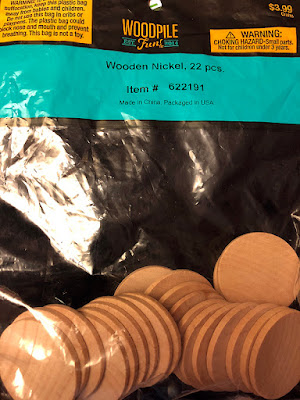 suffocation, keep this plastic bag
away from babies and children.
Do not use this bag in cribs or
playpens. The plastic bag could
block nose and mouth and prevent
breathing. This bag is not a toy.
WOODPILE
EST. Fun! 2014
$3.99
WARNING:
CHOKING HAZARD-Small parts.
Not for children under 3 years.
Wooden Nickel, 22 pcs.
Item # 622191
Made in China. Packaged in USA